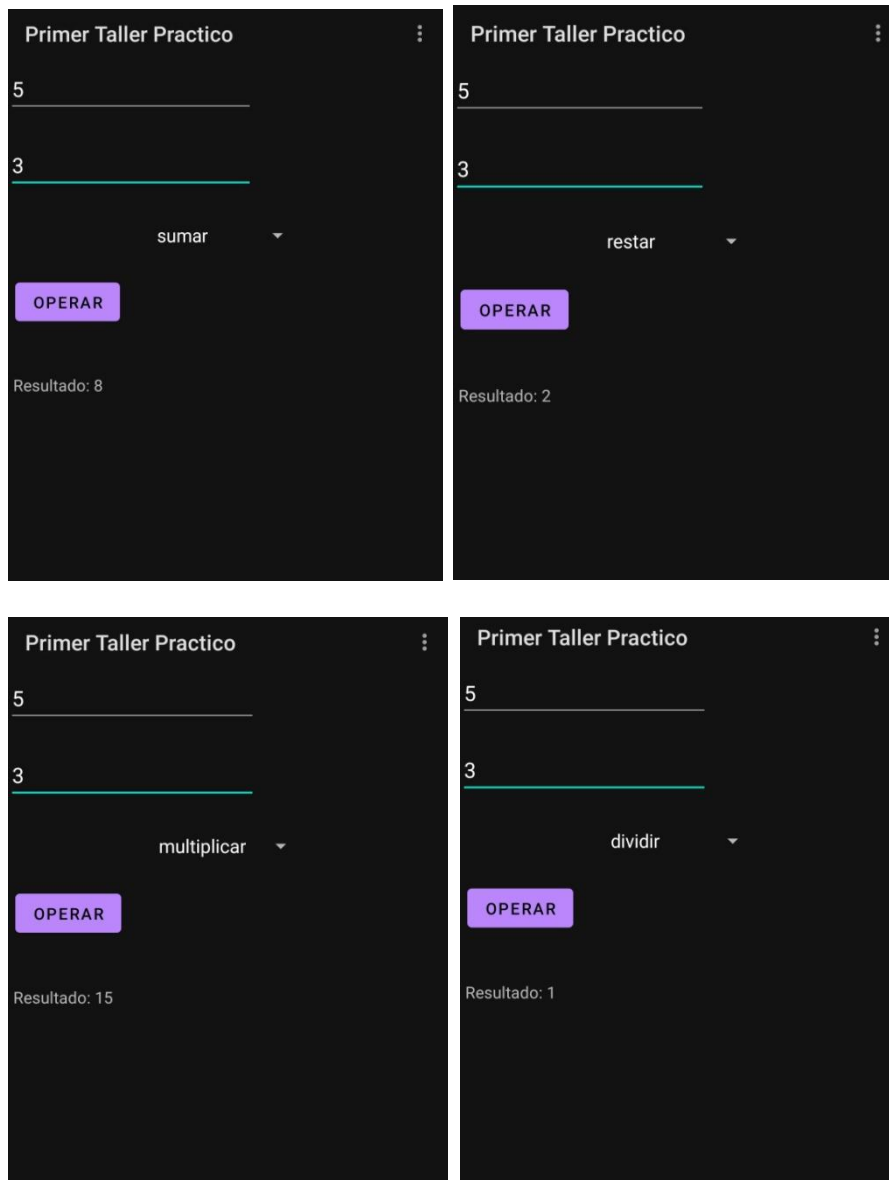 Primer Taller Practico
5
3
sumar
OPERAR
Resultado: 8
Primer Taller Practico
5
3
restar
OPERAR
Resultado: 2
Primer Taller Practico
5
3
multiplicar
OPERAR
Resultado: 15
Primer Taller Practico
5
3
dividir
OPERAR
Resultado: 1